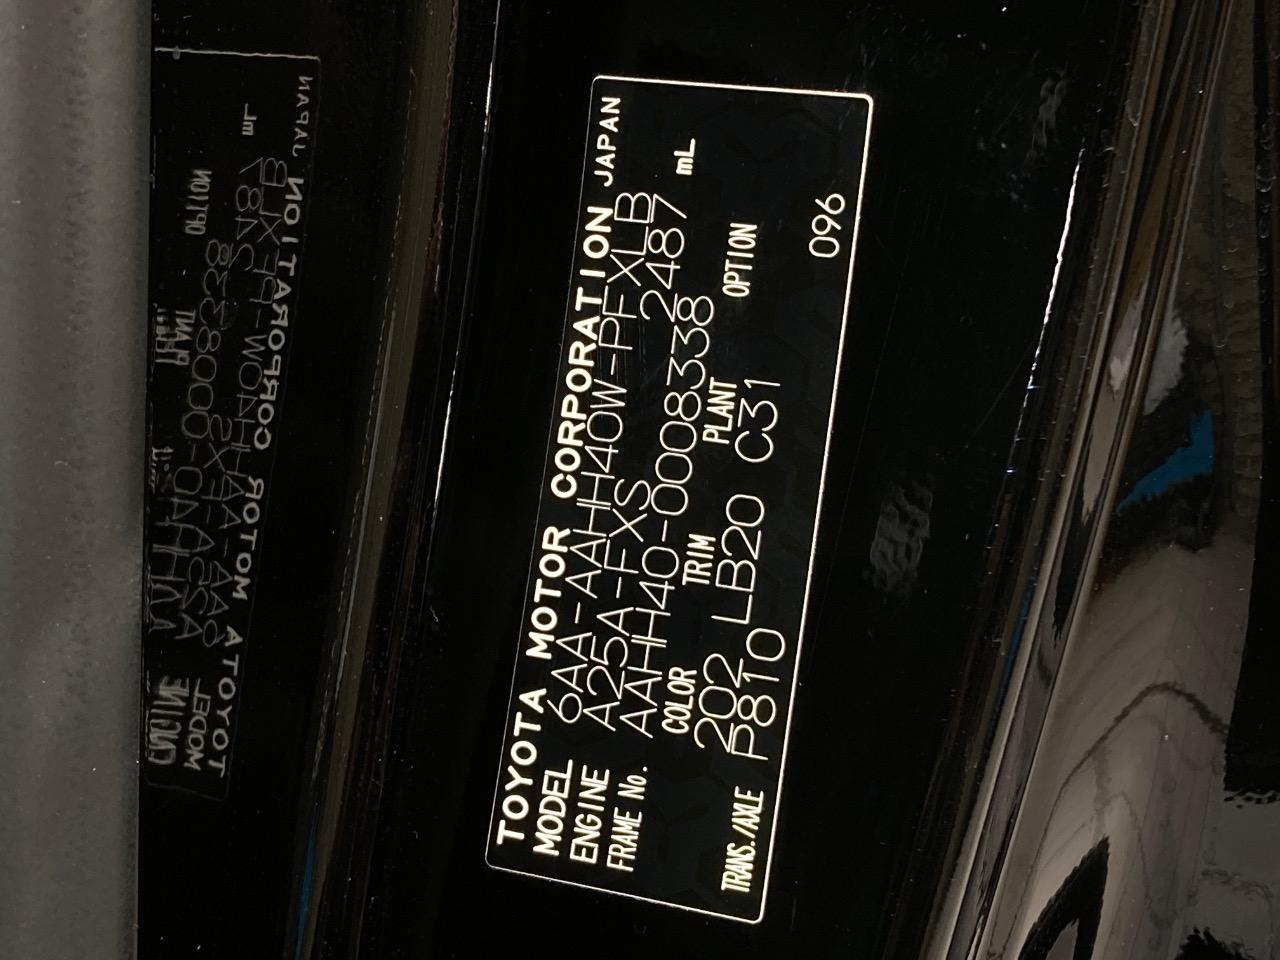 TOYOTA MOTOR CORPORATION JAPAN
MODEL 6AA-AAHH40W-PFXLB
ENGINE A25A-FXS 2487 mL
FRAME No. AAHH40-0008338
COLOR TRIM PLANT OPTION
202 LB20 C31
TRANS./AXLE P810 096